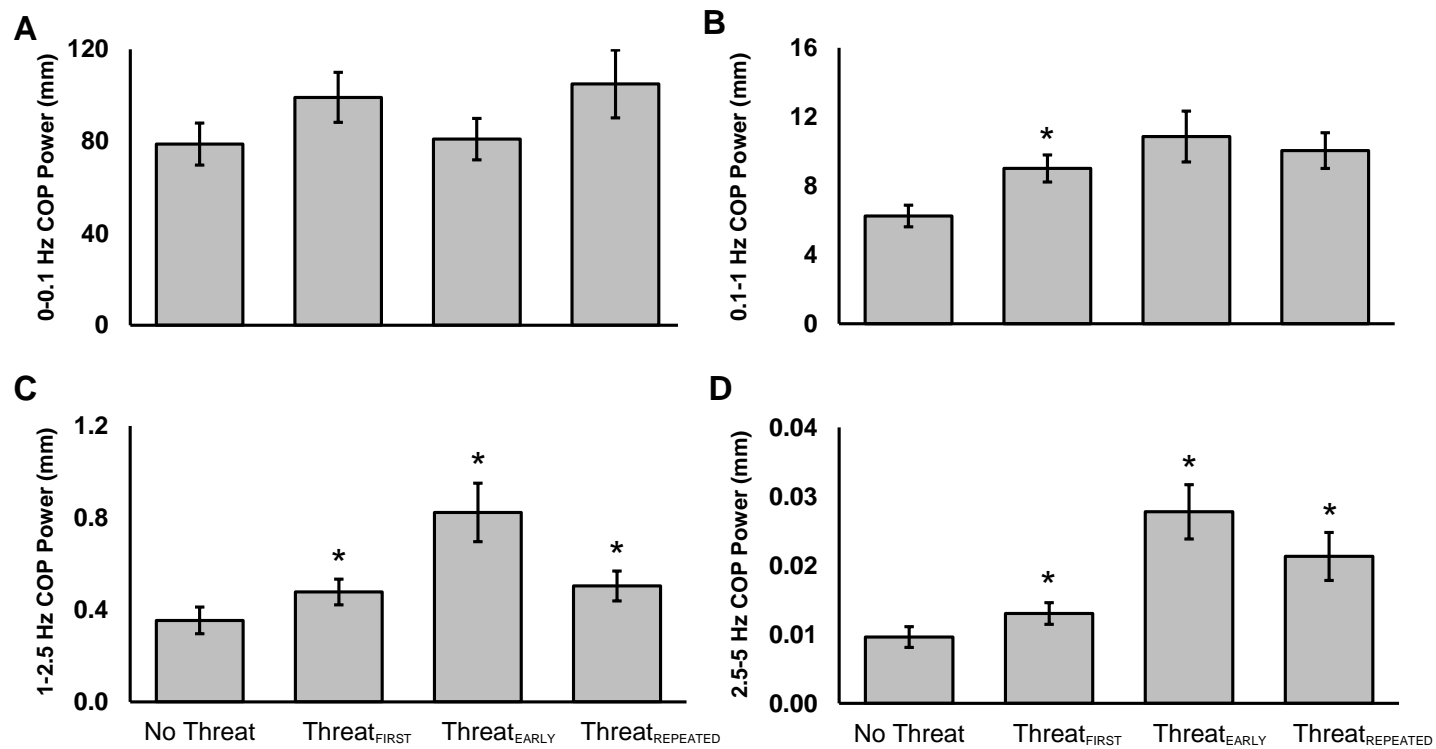 A
0-0.1 Hz COP Power (mm)
120
80
40
0
B
0.1-1 Hz COP Power (mm)
16
12
8
4
0
*
C
1-2.5 Hz COP Power (mm)
1.2
0.8
0.4
0.0
*
*
*
No Threat
ThreatFIRST
ThreatEARLY
ThreatREPEATED
D
2.5-5 Hz COP Power (mm)
0.04
0.03
0.02
0.01
0.00
*
*
*
No Threat
ThreatFIRST
ThreatEARLY
ThreatREPEATED